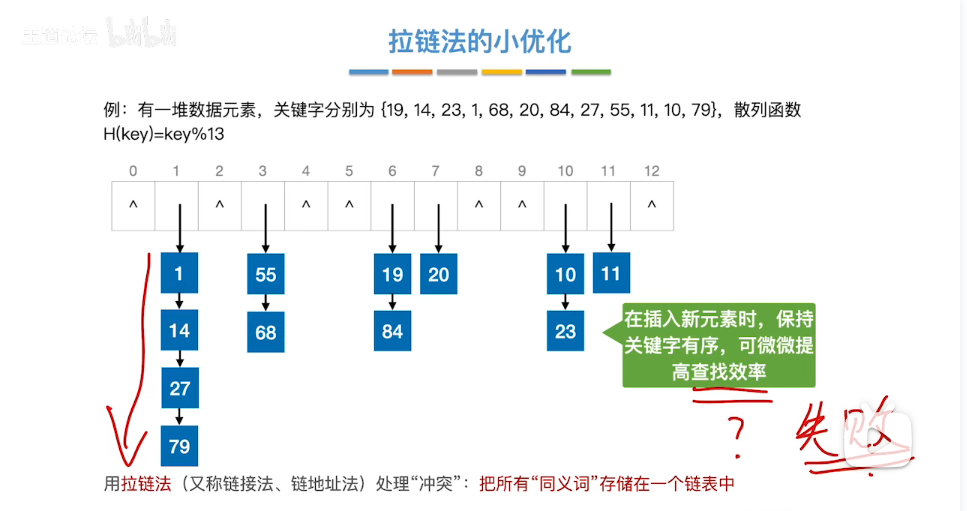 王道论坛 bilibili
拉链法的小优化
例：有一堆数据元素，关键字分别为 {19, 14, 23, 1, 68, 20, 84, 27, 55, 11, 10, 79}，散列函数
H(key)=key%13
0 1 2 3 4 5 6 7 8 9 10 11 12
^ ^ ^ ^ ^ ^ ^
1 55 19 20 10 11
14 68 84 23
27
79
在插入新元素时，保持
关键字有序，可微微提
高查找效率
? 失败
用拉链法（又称链接法、链地址法）处理“冲突”：把所有“同义词”存储在一个链表中